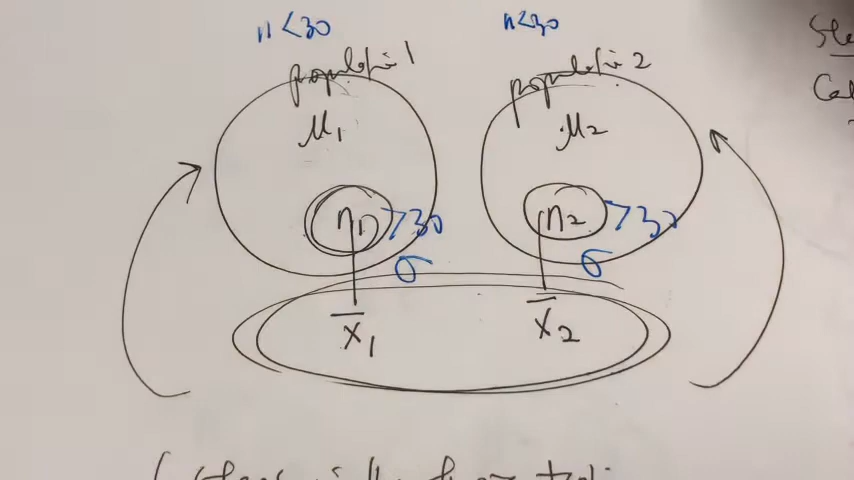 n<30 n<30
population 1 population 2
μ₁ μ₂
n₁ >30 n₂ >30
σ σ
x̄₁ x̄₂